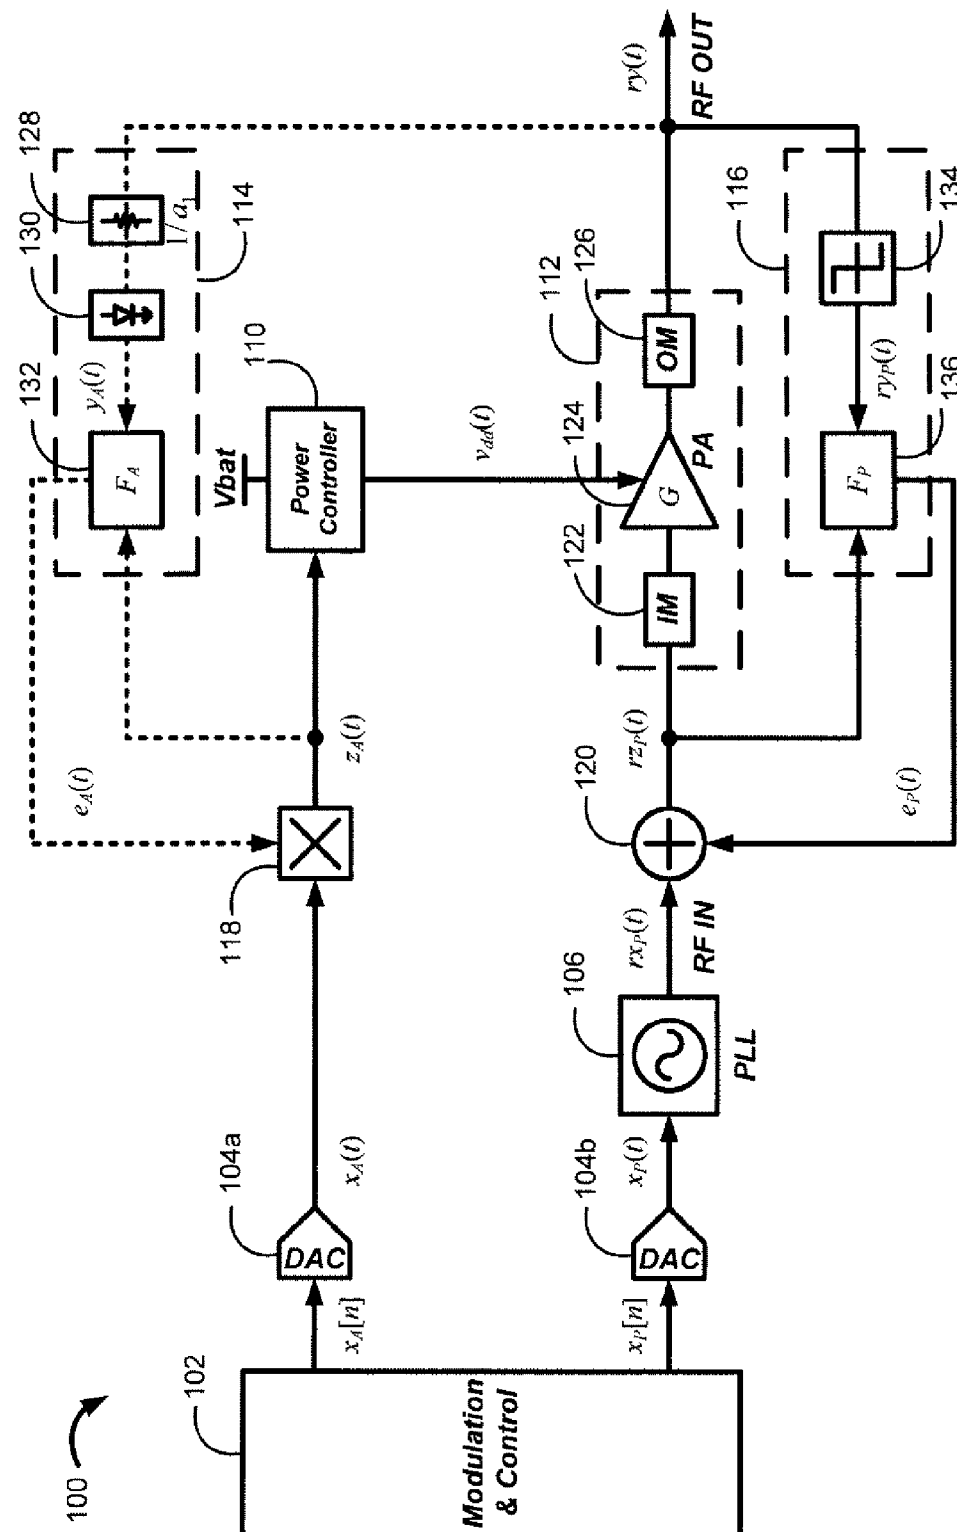 100
102
Modulation
& Control
x_A[n]
x_P[n]
104a
DAC
104b
DAC
x_A(t)
x_P(t)
106
PLL
rx_P(t)
RF IN
118
120
e_A(t)
z_A(t)
rz_P(t)
e_P(t)
Vbat
110
Power
Controller
v_dd(t)
112
122
IM
124
G
PA
126
OM
114
132
F_A
y_A(t)
130
128
1/a_1
116
136
F_P
ry_P(t)
134
ry(t)
RF OUT